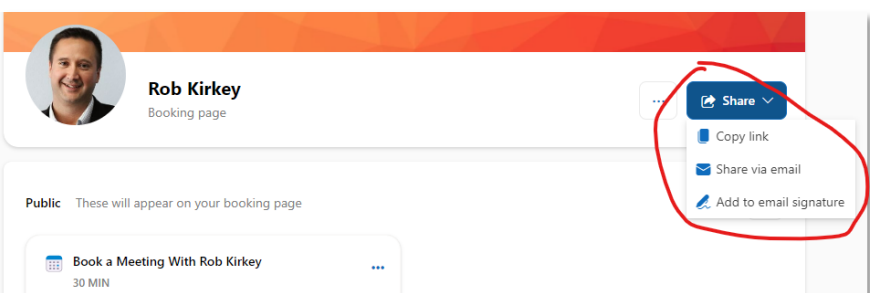 Rob Kirkey
Booking page
... Share
Copy link
Share via email
Add to email signature
Public These will appear on your booking page
Book a Meeting With Rob Kirkey
30 MIN